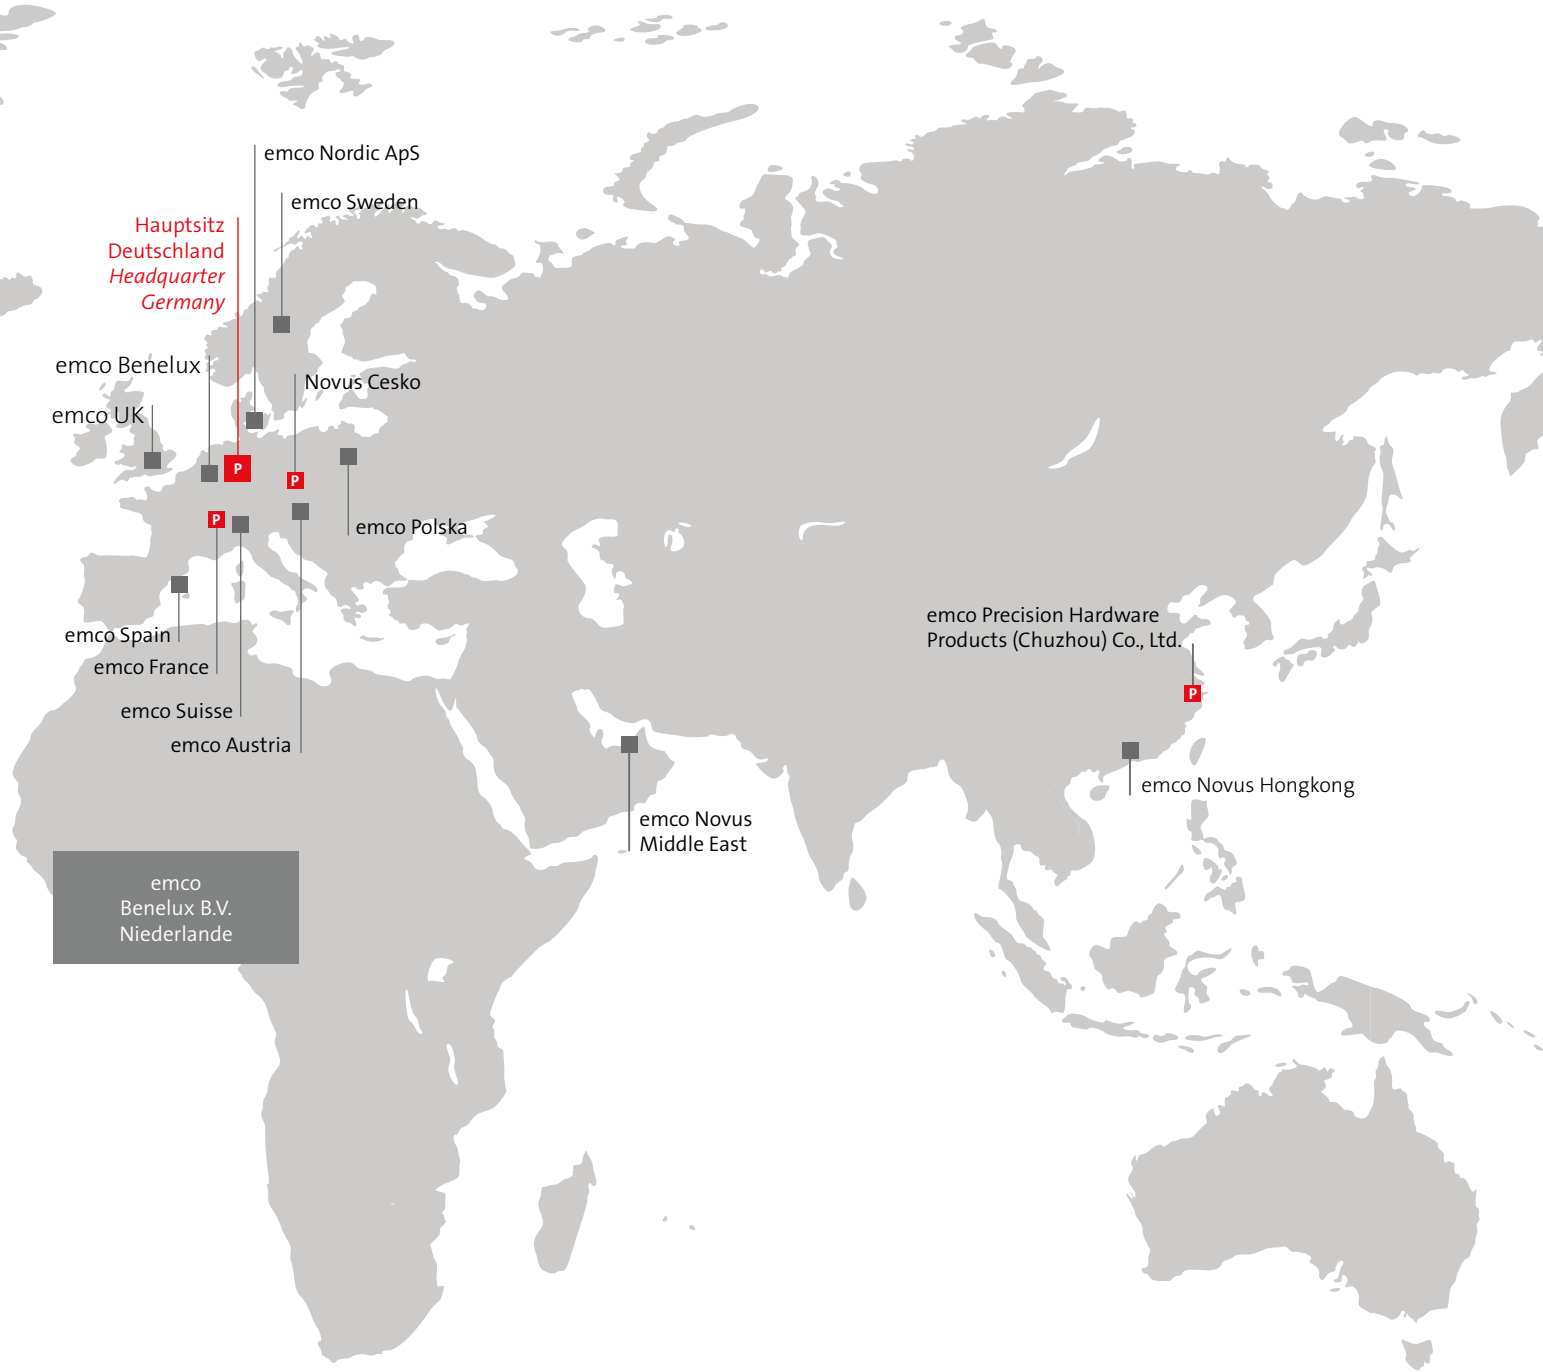 emco Nordic ApS
emco Sweden
Hauptsitz
Deutschland
Headquarter
Germany
emco Benelux
Novus Cesko
emco UK
P
P
P
emco Polska
emco Spain
emco France
emco Suisse
emco Austria
emco Precision Hardware
Products (Chuzhou) Co., Ltd.
P
emco Novus Hongkong
emco Novus
Middle East
emco
Benelux B.V.
Niederlande